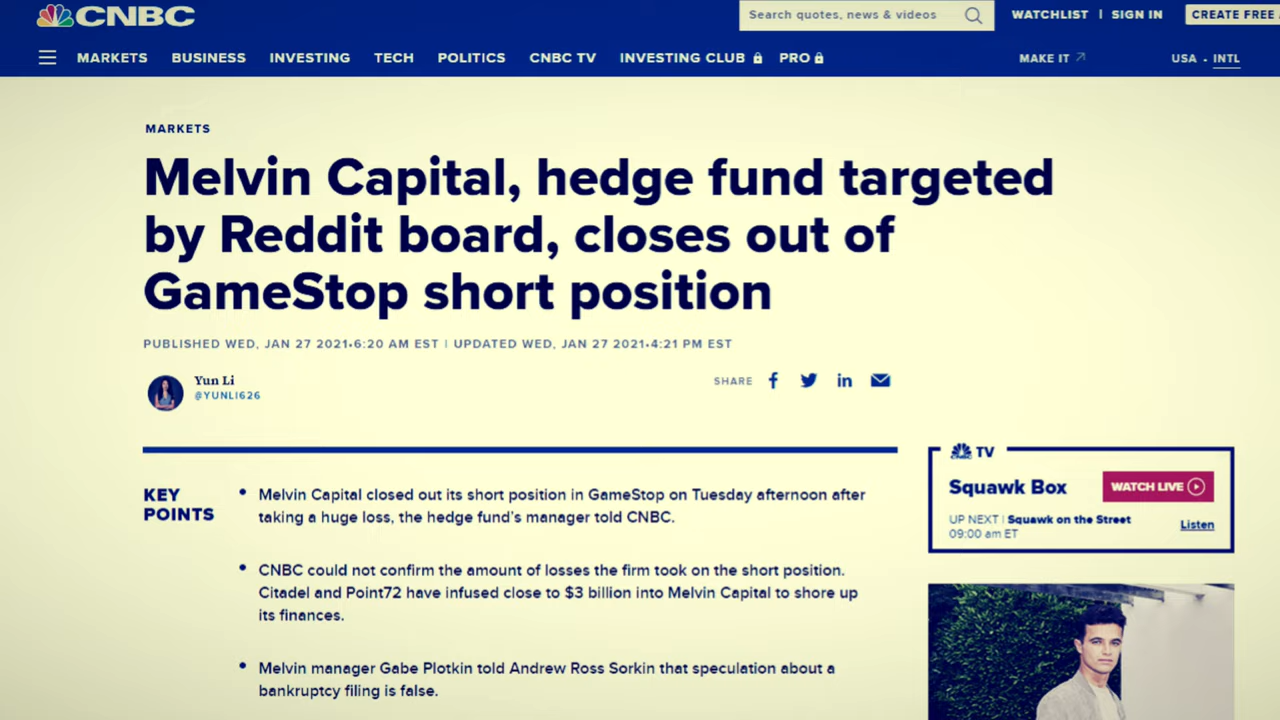 CNBC
Search quotes, news & videos
WATCHLIST | SIGN IN
CREATE FREE
MARKETS BUSINESS INVESTING TECH POLITICS CNBC TV INVESTING CLUB PRO
MAKE IT
USA • INTL
MARKETS
Melvin Capital, hedge fund targeted
by Reddit board, closes out of
GameStop short position
PUBLISHED WED, JAN 27 2021•6:20 AM EST | UPDATED WED, JAN 27 2021•4:21 PM EST
Yun Li
@YUNLI626
SHARE
in
KEY
POINTS
• Melvin Capital closed out its short position in GameStop on Tuesday afternoon after
taking a huge loss, the hedge fund's manager told CNBC.
• CNBC could not confirm the amount of losses the firm took on the short position.
Citadel and Point72 have infused close to $3 billion into Melvin Capital to shore up
its finances.
• Melvin manager Gabe Plotkin told Andrew Ross Sorkin that speculation about a
bankruptcy filing is false.
CNBC TV
Squawk Box
WATCH LIVE
UP NEXT | Squawk on the Street
09:00 am ET
Listen